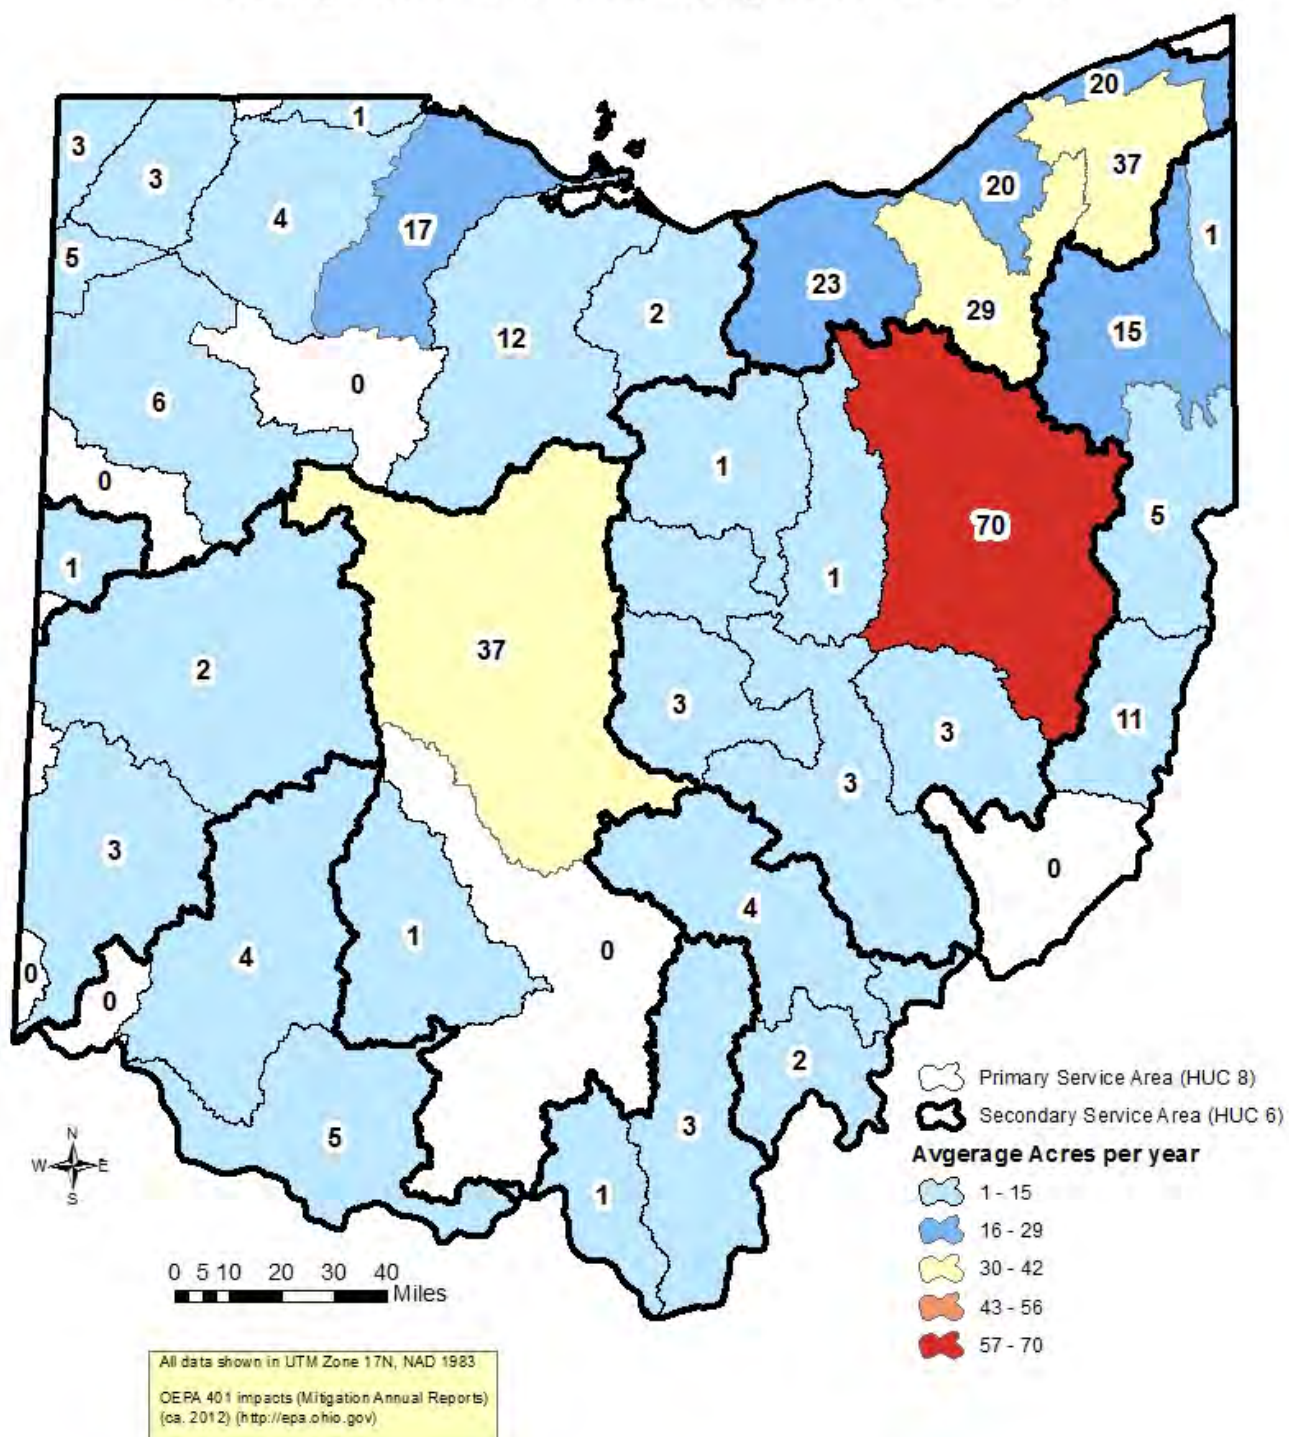 20
1
3
37
3
20
4
17
1
5
23
29
2
15
12
0
6
1
0
5
70
1
1
37
2
3
11
3
3
3
0
4
1
0
4
0
0
2
3
5
1
Primary Service Area (HUC 8)
Secondary Service Area (HUC 6)
Avgerage Acres per year
1 - 15
16 - 29
30 - 42
43 - 56
57 - 70
N
W E
S
0 5 10 20 30 40
Miles
All data shown in UTM Zone 17N, NAD 1983
OEPA 401 impacts (Mitigation Annual Reports)
(ca. 2012) (http://epa.ohio.gov)